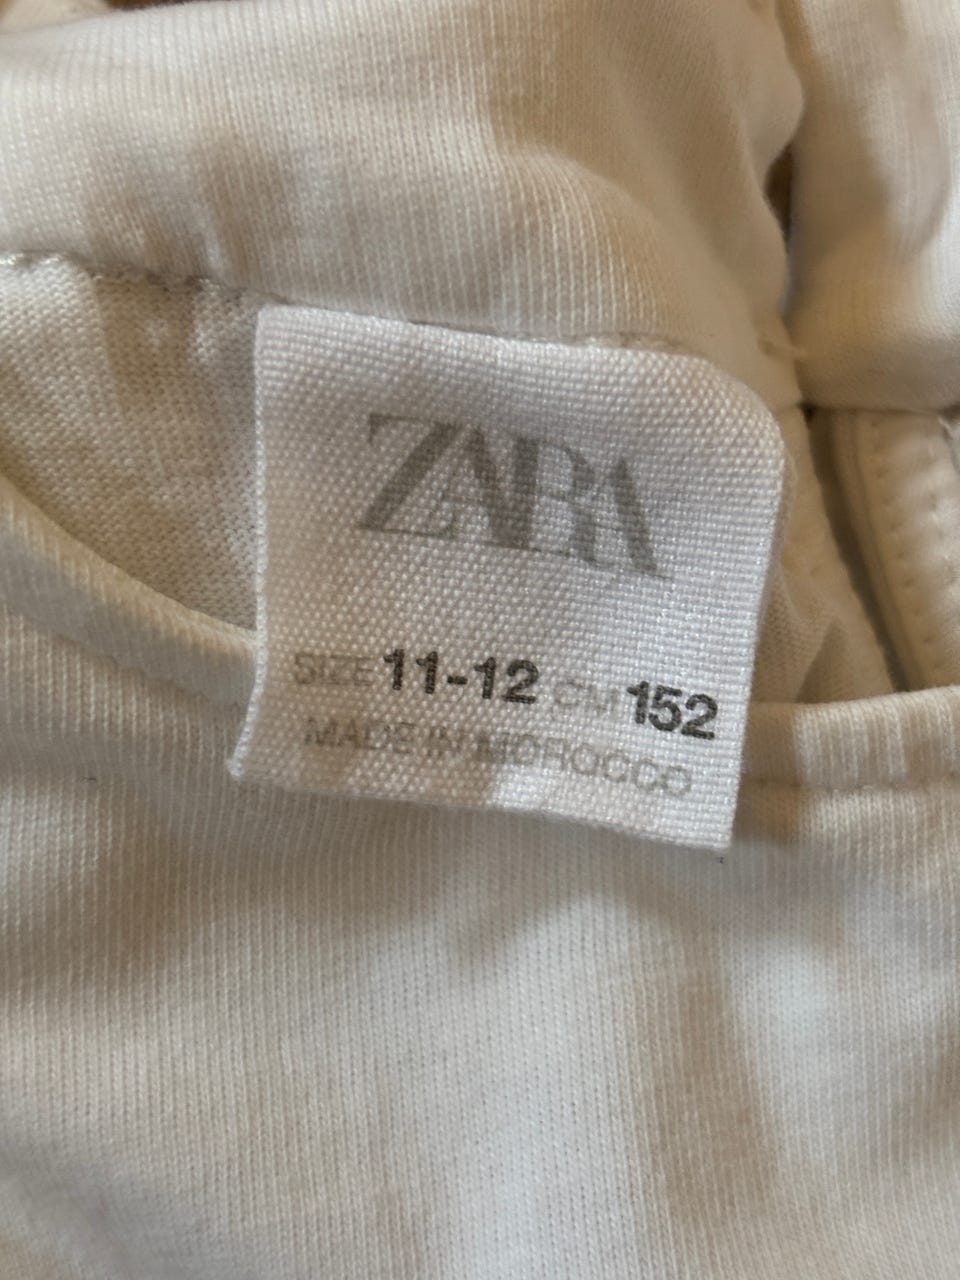 ZARA
SIZE 11-12 CM 152
MADE IN MOROCCO